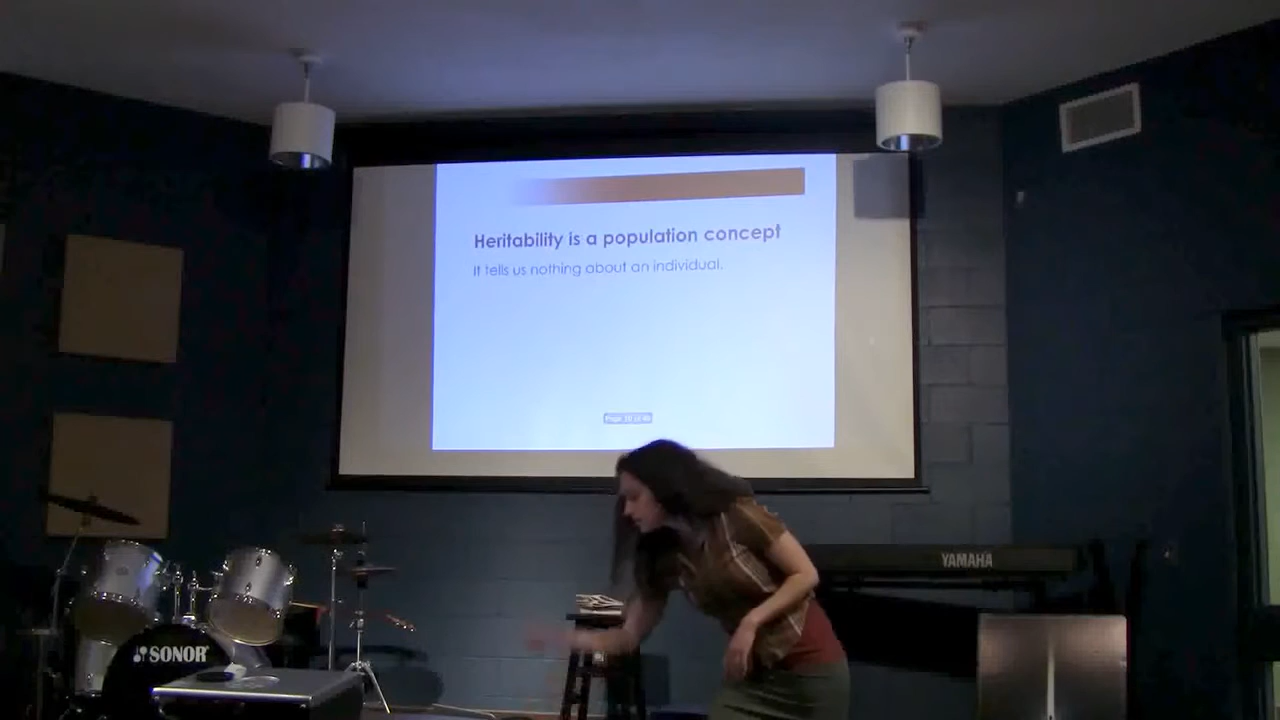 Heritability is a population concept
It tells us nothing about an individual.
YAMAHA
SONOR